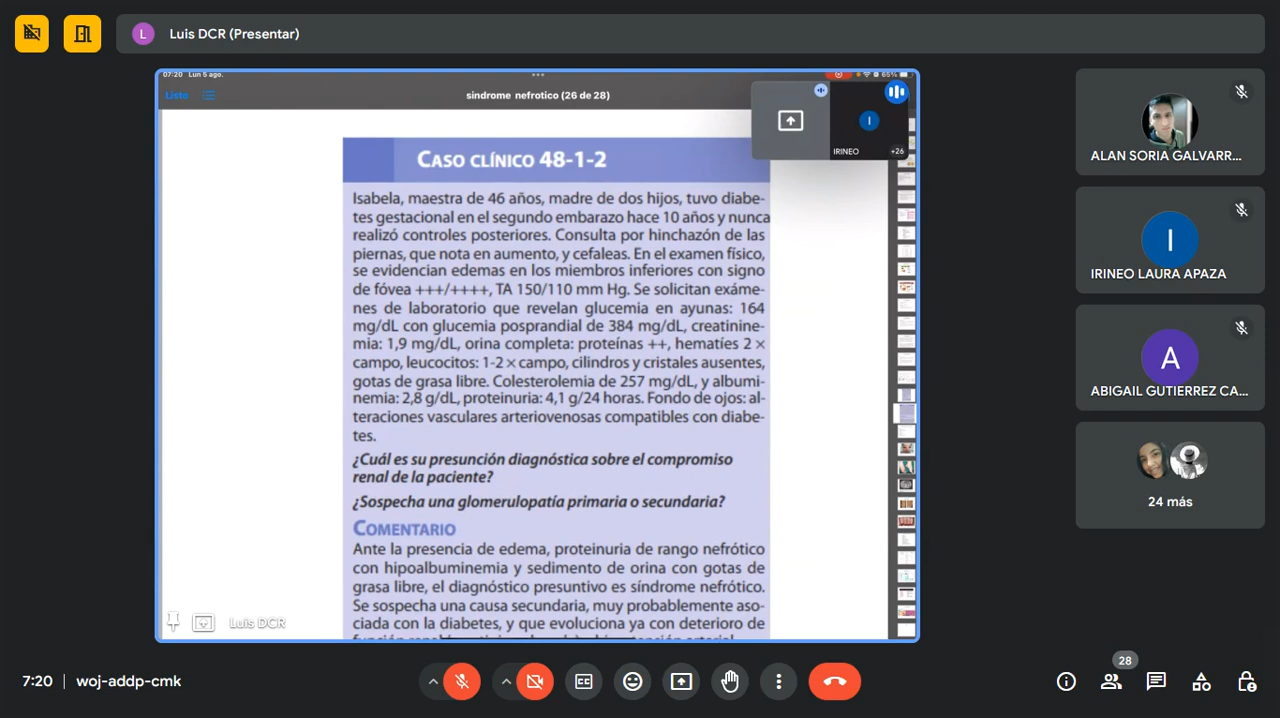 L
Luis DCR (Presentar)
07:20 Lun 5 ago.
65%
Listo
sindrome nefrotico (26 de 28)
I
IRINEO
+26
CASO CLÍNICO 48-1-2
Isabela, maestra de 46 años, madre de dos hijos, tuvo diabe-
tes gestacional en el segundo embarazo hace 10 años y nunca
realizó controles posteriores. Consulta por hinchazón de las
piernas, que nota en aumento, y cefaleas. En el examen físico,
se evidencian edemas en los miembros inferiores con signo
de fóvea +++/++++, TA 150/110 mm Hg. Se solicitan exáme-
nes de laboratorio que revelan glucemia en ayunas: 164
mg/dL con glucemia posprandial de 384 mg/dL, creatinine-
mia: 1,9 mg/dL, orina completa: proteínas ++, hematíes 2 ×
campo, leucocitos: 1-2 × campo, cilindros y cristales ausentes,
gotas de grasa libre. Colesterolemia de 257 mg/dL, y albumi-
nemia: 2,8 g/dL, proteinuria: 4,1 g/24 horas. Fondo de ojos: al-
teraciones vasculares arteriovenosas compatibles con diabe-
tes.
¿Cuál es su presunción diagnóstica sobre el compromiso
renal de la paciente?
¿Sospecha una glomerulopatía primaria o secundaria?
COMENTARIO
Ante la presencia de edema, proteinuria de rango nefrótico
con hipoalbuminemia y sedimento de orina con gotas de
grasa libre, el diagnóstico presuntivo es síndrome nefrótico.
Se sospecha una causa secundaria, muy probablemente aso-
ciada con la diabetes, y que evoluciona ya con deterioro de
Luis DCR
ALAN SORIA GALVARR...
I
IRINEO LAURA APAZA
A
ABIGAIL GUTIERREZ CA...
24 más
7:20 | woj-addp-cmk
28